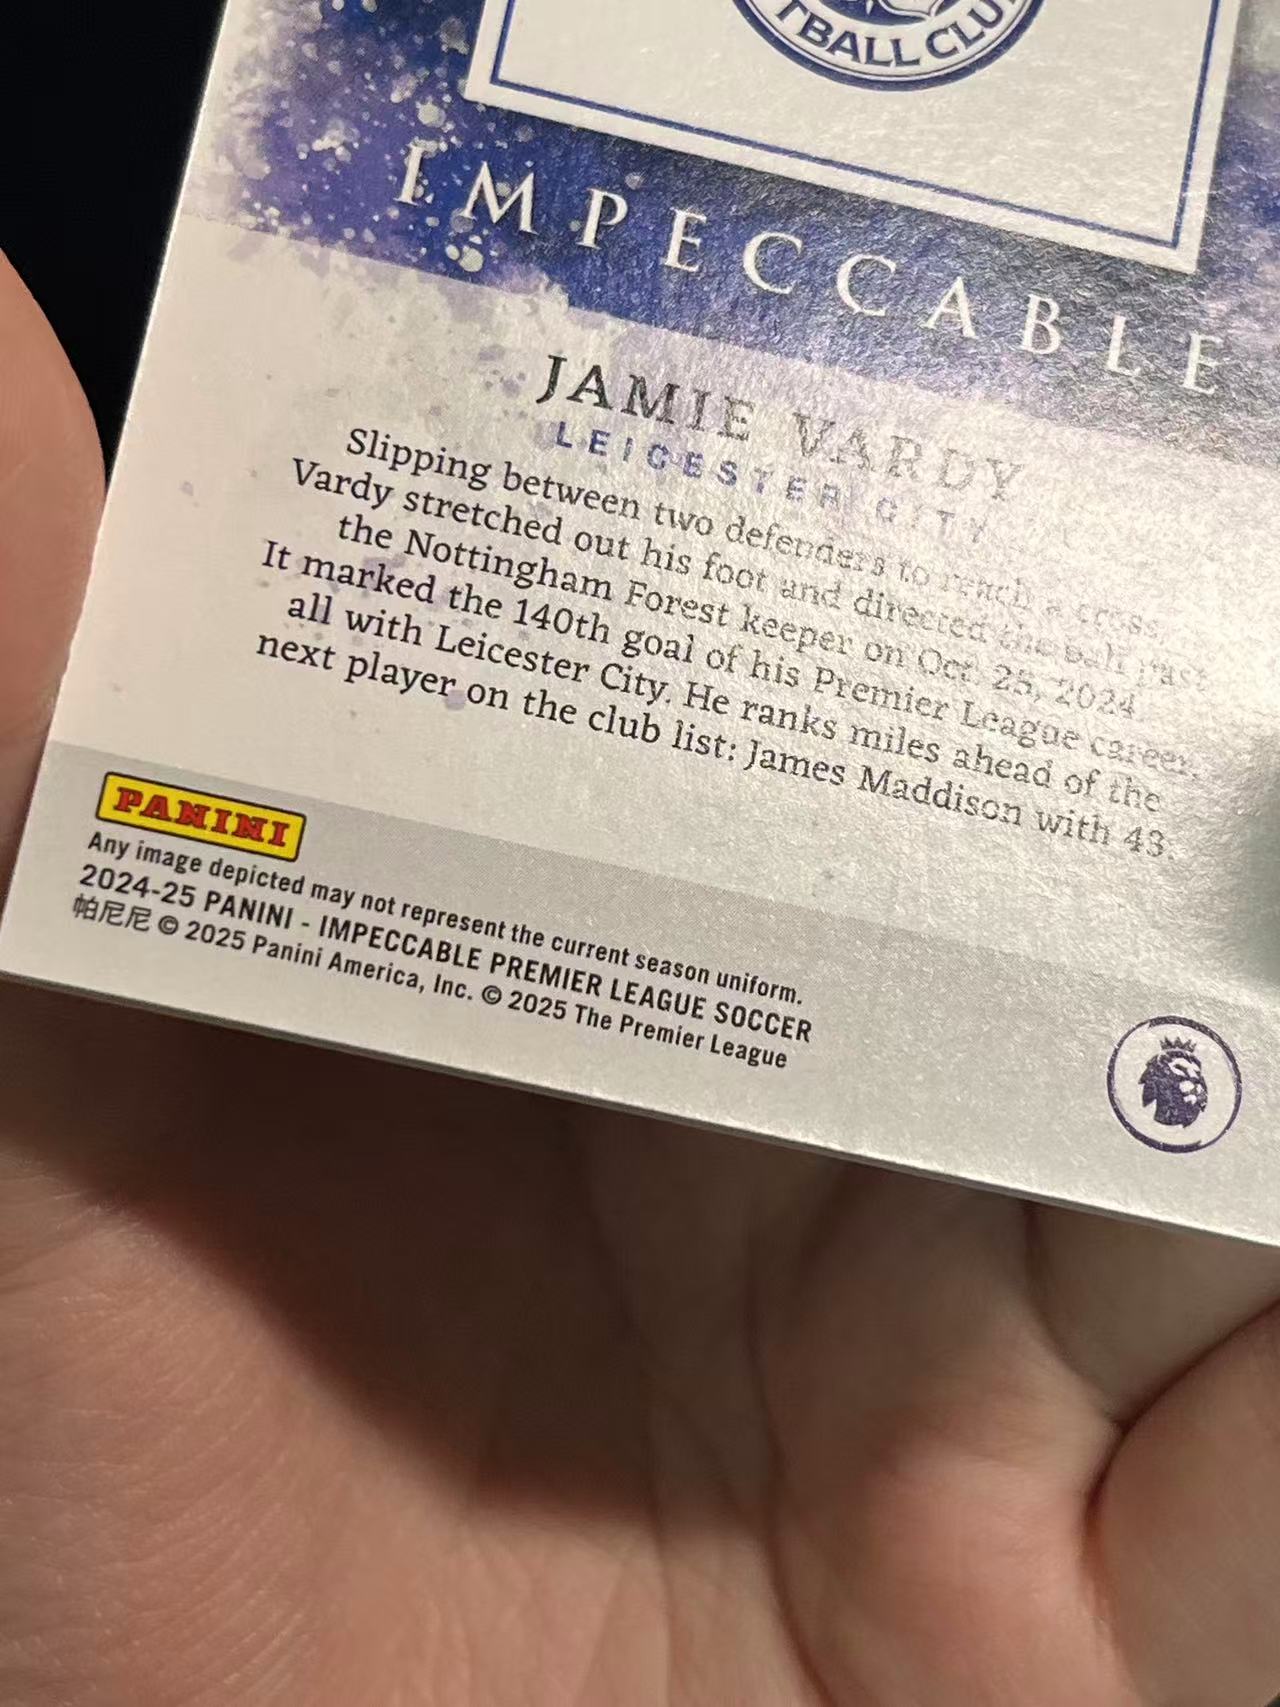 TBALL CLU
IMPECCABLE
JAMIE VARDY
LEICESTER CITY
Slipping between two defenders to reach a cross,
Vardy stretched out his foot and directed the ball past
the Nottingham Forest keeper on Oct. 25, 2024.
It marked the 140th goal of his Premier League career,
all with Leicester City. He ranks miles ahead of the
next player on the club list: James Maddison with 43.
PANINI
Any image depicted may not represent the current season uniform.
2024-25 PANINI - IMPECCABLE PREMIER LEAGUE SOCCER
帕尼尼 © 2025 Panini America, Inc. © 2025 The Premier League